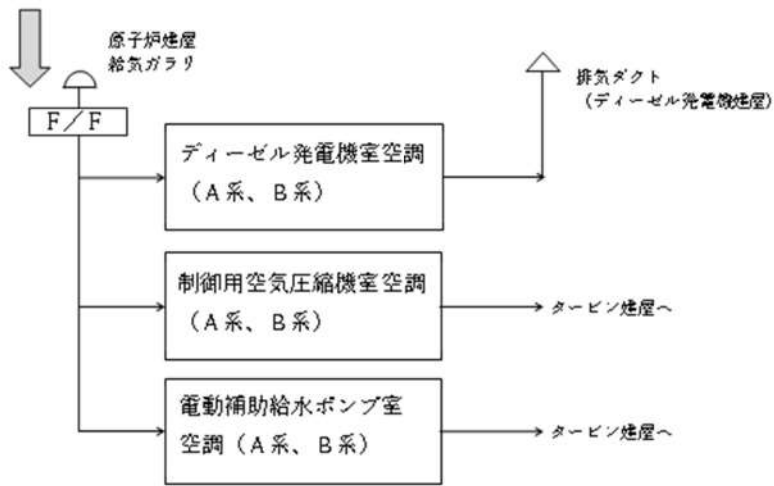 原子炉建屋
給気ガラリ
F／F
排気ダクト
（ディーゼル発電機建屋）
ディーゼル発電機室空調
（A系、B系）
制御用空気圧縮機室空調
（A系、B系）
タービン建屋へ
電動補助給水ポンプ室
空調（A系、B系）
タービン建屋へ